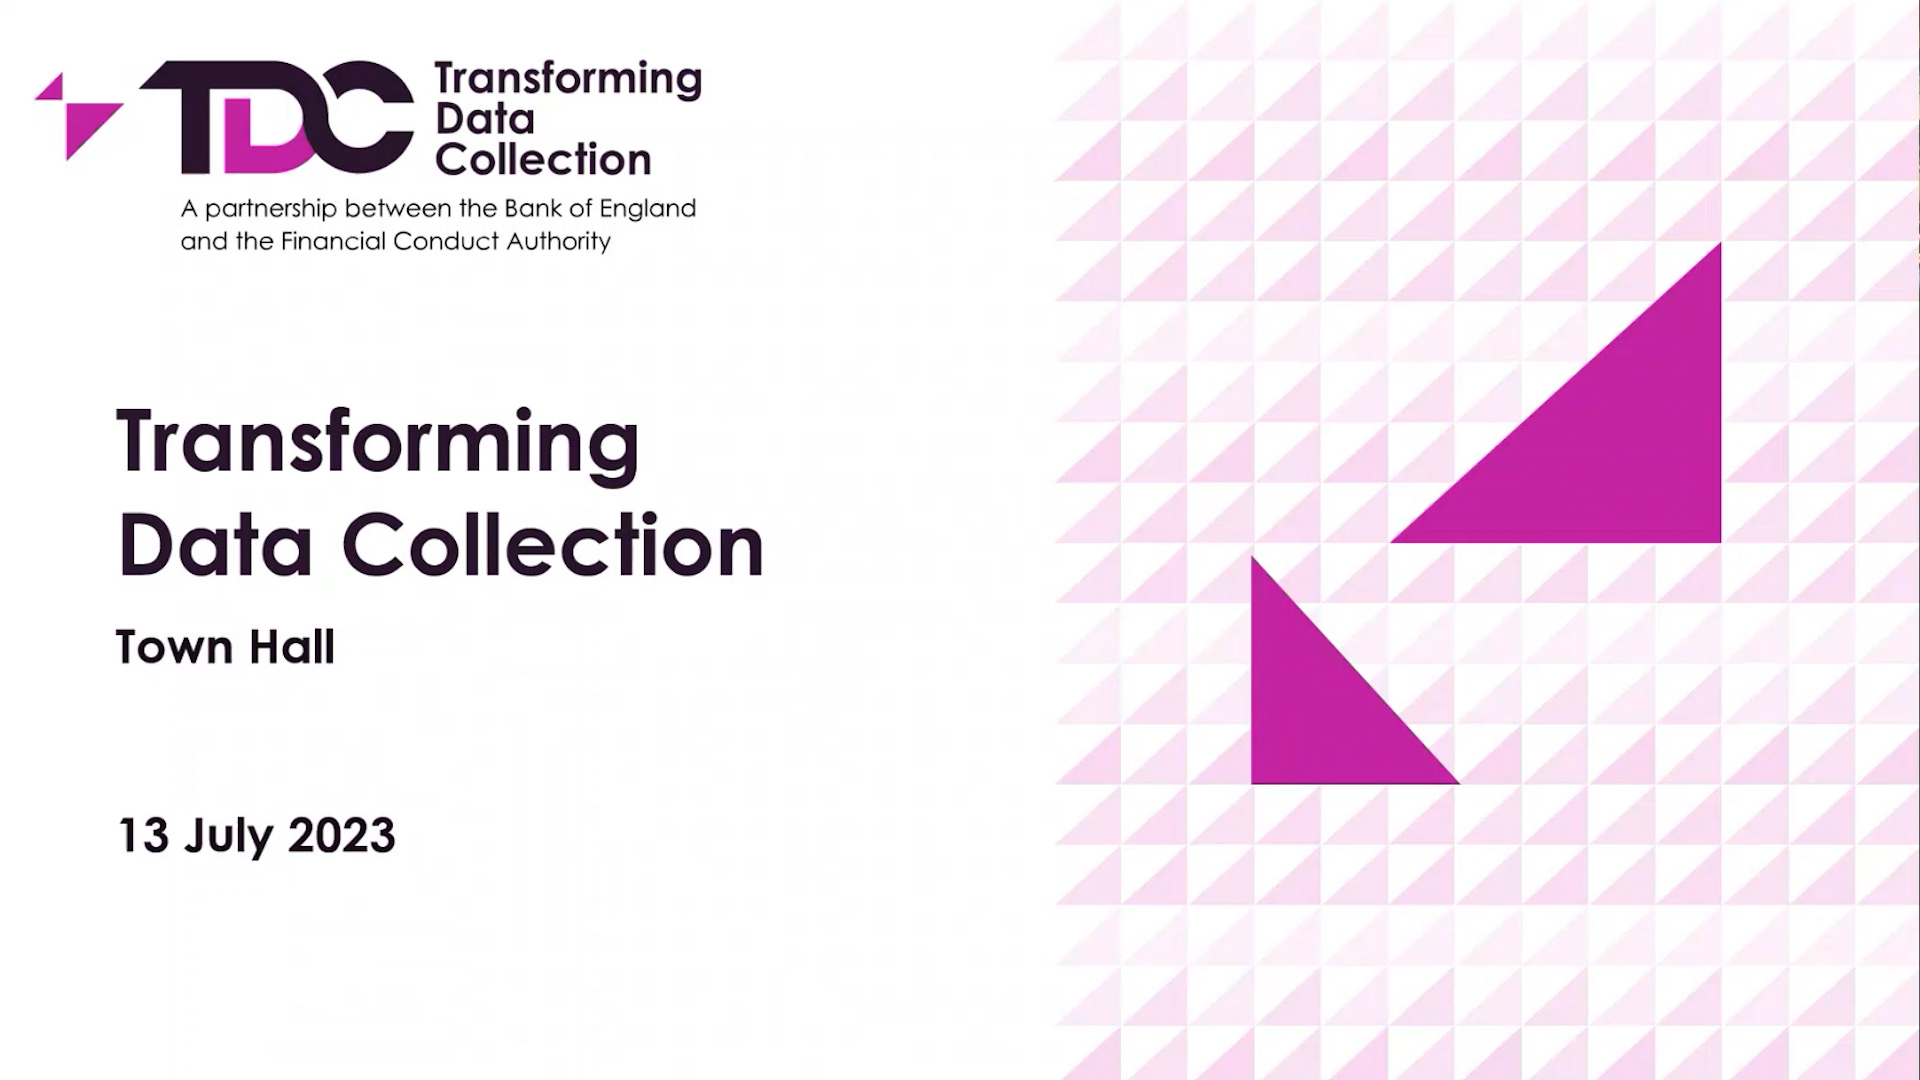 TDC
Transforming
Data
Collection
A partnership between the Bank of England
and the Financial Conduct Authority
Transforming
Data Collection
Town Hall
13 July 2023